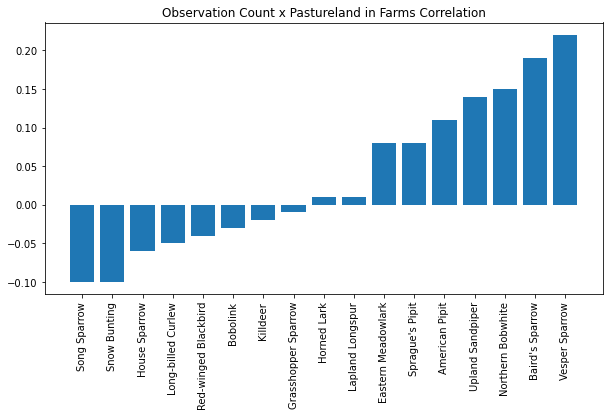 Observation Count x Pastureland in Farms Correlation
0.20
0.15
0.10
0.05
0.00
−0.05
−0.10
Song Sparrow
Snow Bunting
House Sparrow
Long-billed Curlew
Red-winged Blackbird
Bobolink
Killdeer
Grasshopper Sparrow
Horned Lark
Lapland Longspur
Eastern Meadowlark
Sprague's Pipit
American Pipit
Upland Sandpiper
Northern Bobwhite
Baird's Sparrow
Vesper Sparrow